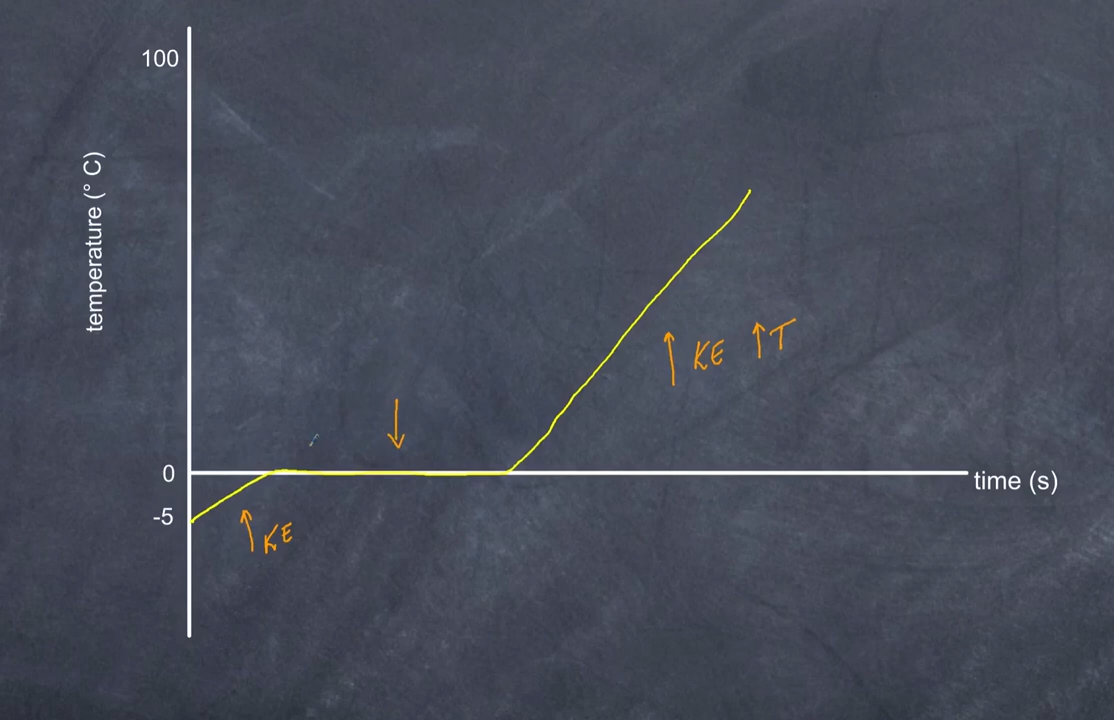 100
temperature (° C)
↑ KE ↑ T
↓
0
time (s)
-5
↑ KE